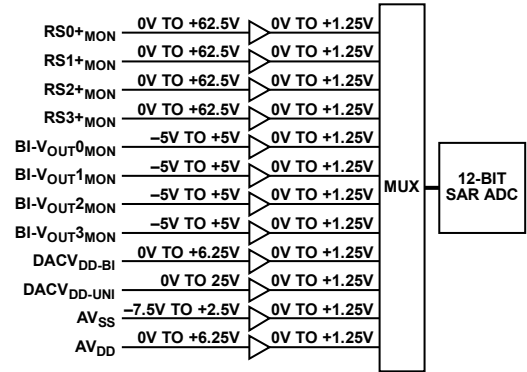 RS0+MON 0V TO +62.5V 0V TO +1.25V
RS1+MON 0V TO +62.5V 0V TO +1.25V
RS2+MON 0V TO +62.5V 0V TO +1.25V
RS3+MON 0V TO +62.5V 0V TO +1.25V
BI-VOUT0MON –5V TO +5V 0V TO +1.25V
BI-VOUT1MON –5V TO +5V 0V TO +1.25V
BI-VOUT2MON –5V TO +5V 0V TO +1.25V
BI-VOUT3MON –5V TO +5V 0V TO +1.25V
DACVDD-BI 0V TO +6.25V 0V TO +1.25V
DACVDD-UNI 0V TO 25V 0V TO +1.25V
AVSS –7.5V TO +2.5V 0V TO +1.25V
AVDD 0V TO +6.25V 0V TO +1.25V
MUX
12-BIT
SAR ADC